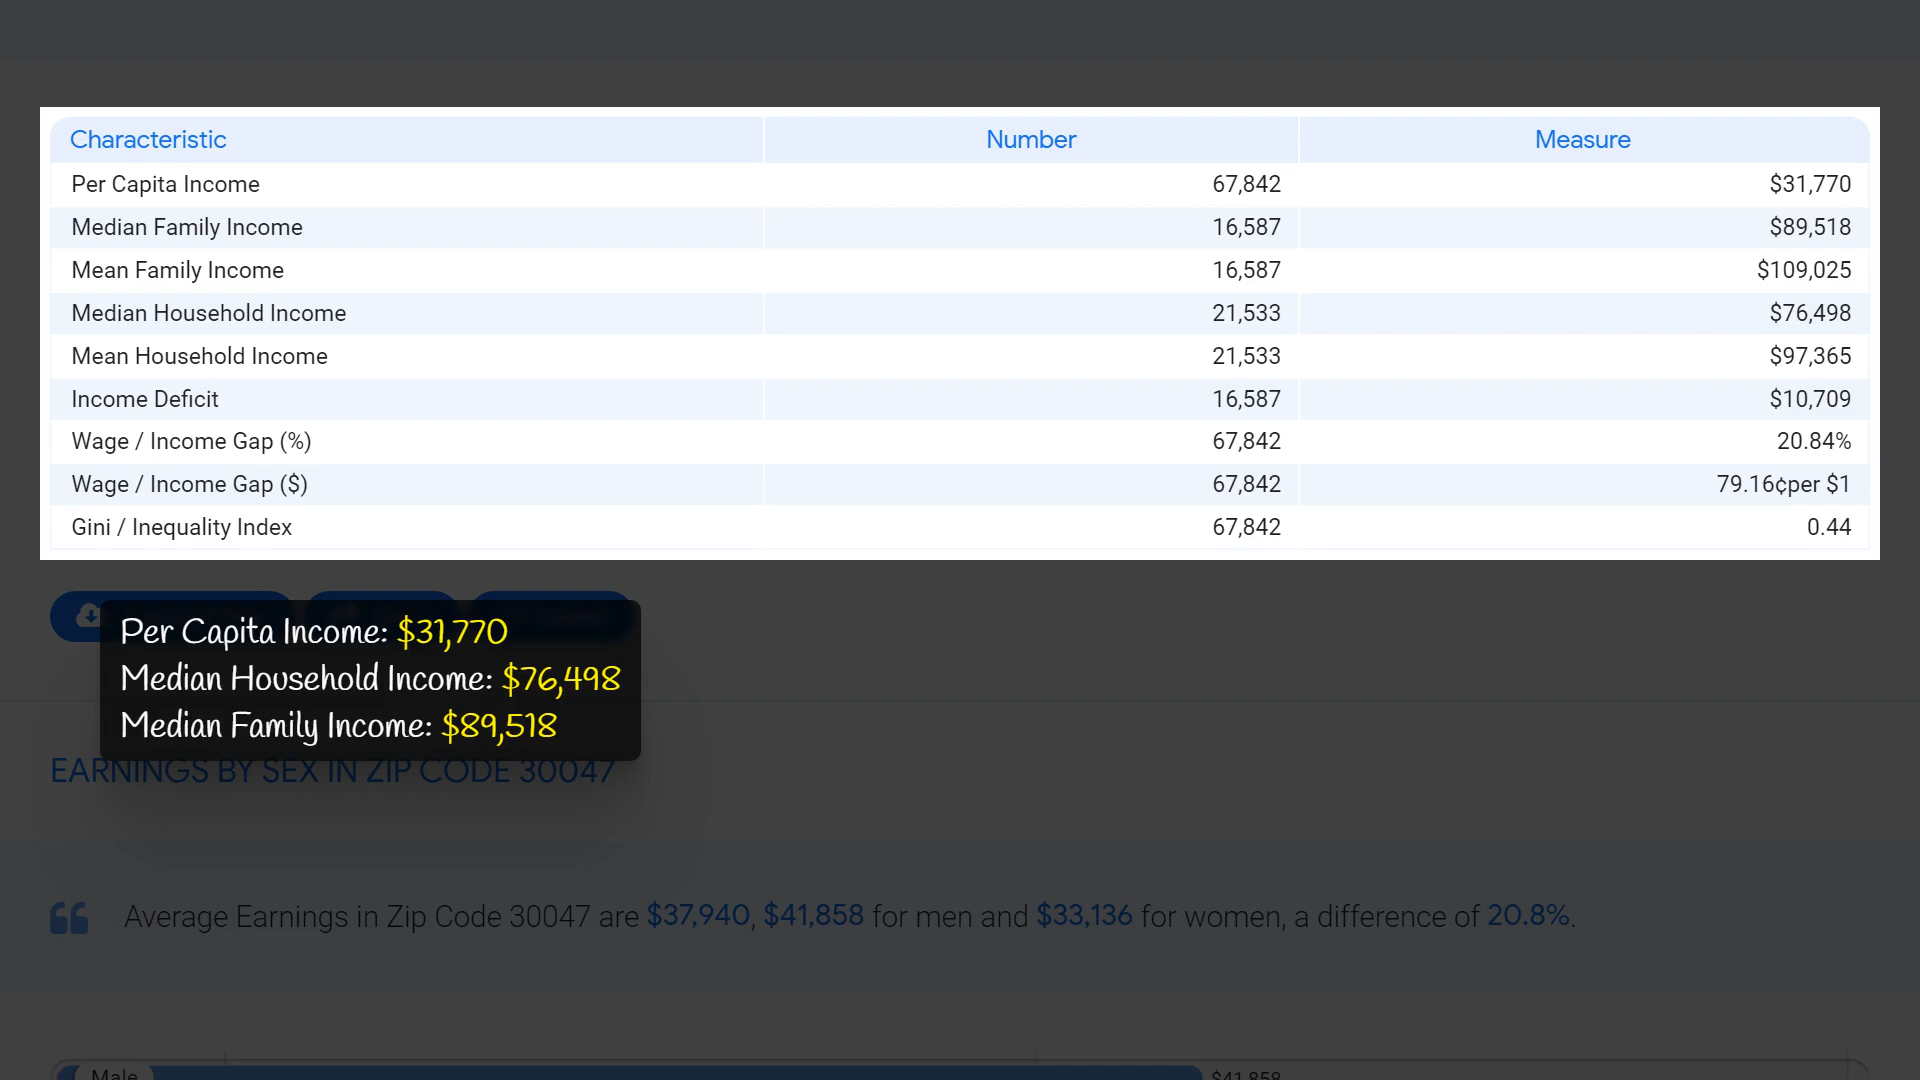 Characteristic Number Measure
Per Capita Income 67,842 $31,770
Median Family Income 16,587 $89,518
Mean Family Income 16,587 $109,025
Median Household Income 21,533 $76,498
Mean Household Income 21,533 $97,365
Income Deficit 16,587 $10,709
Wage / Income Gap (%) 67,842 20.84%
Wage / Income Gap ($) 67,842 79.16¢per $1
Gini / Inequality Index 67,842 0.44
Per Capita Income: $31,770
Median Household Income: $76,498
Median Family Income: $89,518
EARNINGS BY SEX IN ZIP CODE 30047
Average Earnings in Zip Code 30047 are $37,940, $41,858 for men and $33,136 for women, a difference of 20.8%.
Male $41,858